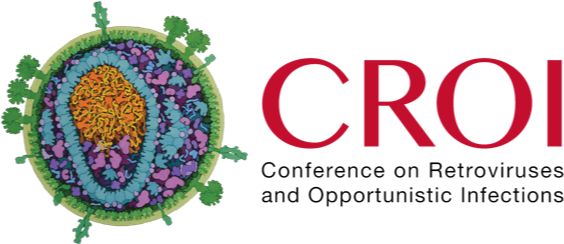 CROI
Conference on Retroviruses
and Opportunistic Infections